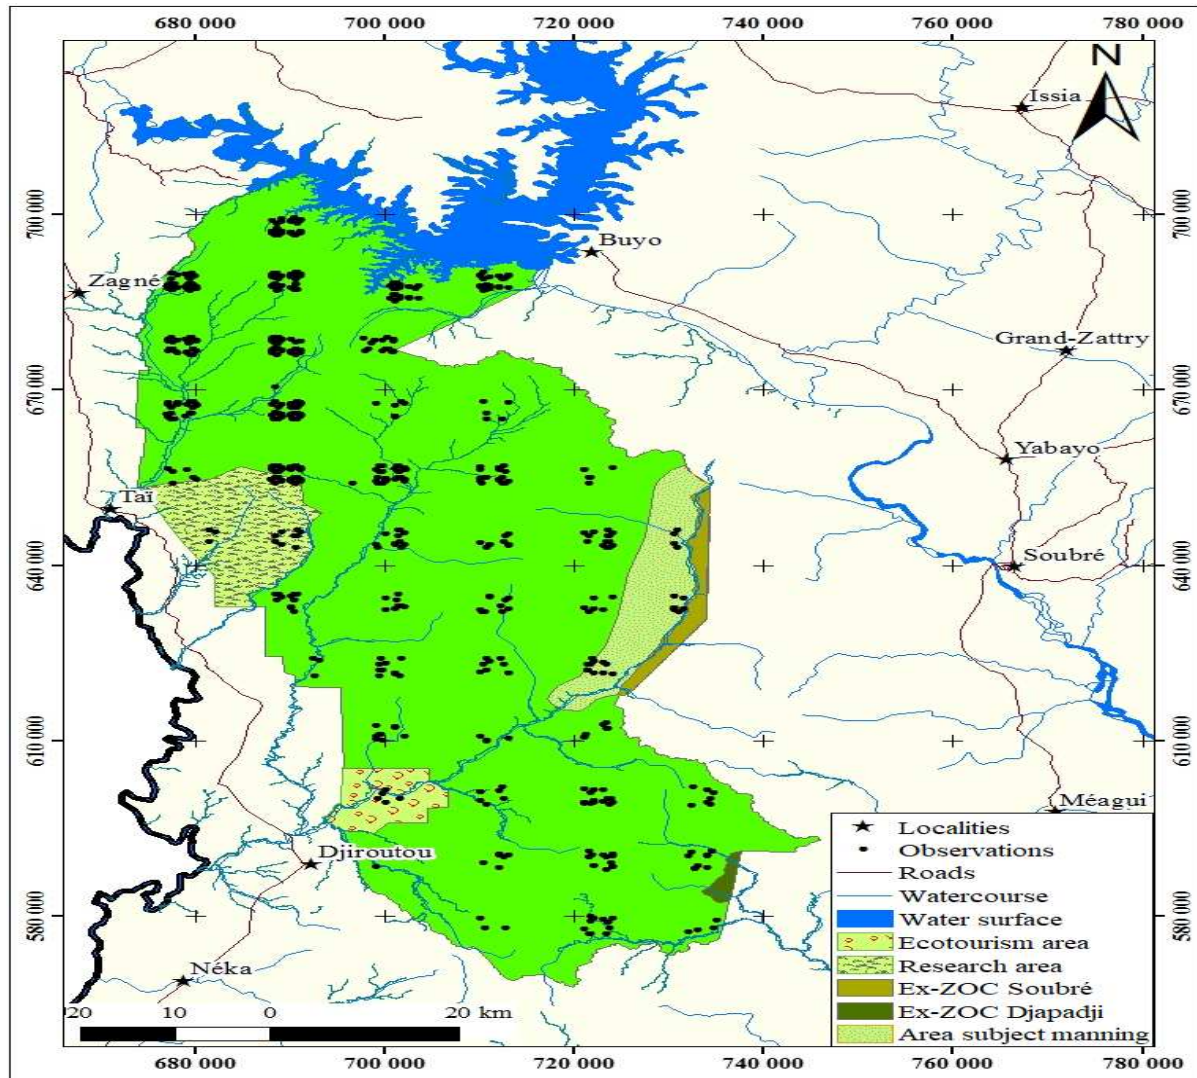 680 000 700 000 720 000 740 000 760 000 780 000
N
Issia
700 000
700 000
Buyo
Zagné
Grand-Zattry
670 000
670 000
Yabayo
Taï
Soubré
640 000
640 000
610 000
610 000
Méagui
Djiroutou
580 000
580 000
Néka
Localities
Observations
Roads
Watercourse
Water surface
Ecotourism area
Research area
Ex-ZOC Soubré
Ex-ZOC Djapadji
Area subject manning
20 10 0 20 km
680 000 700 000 720 000 740 000 760 000 780 000